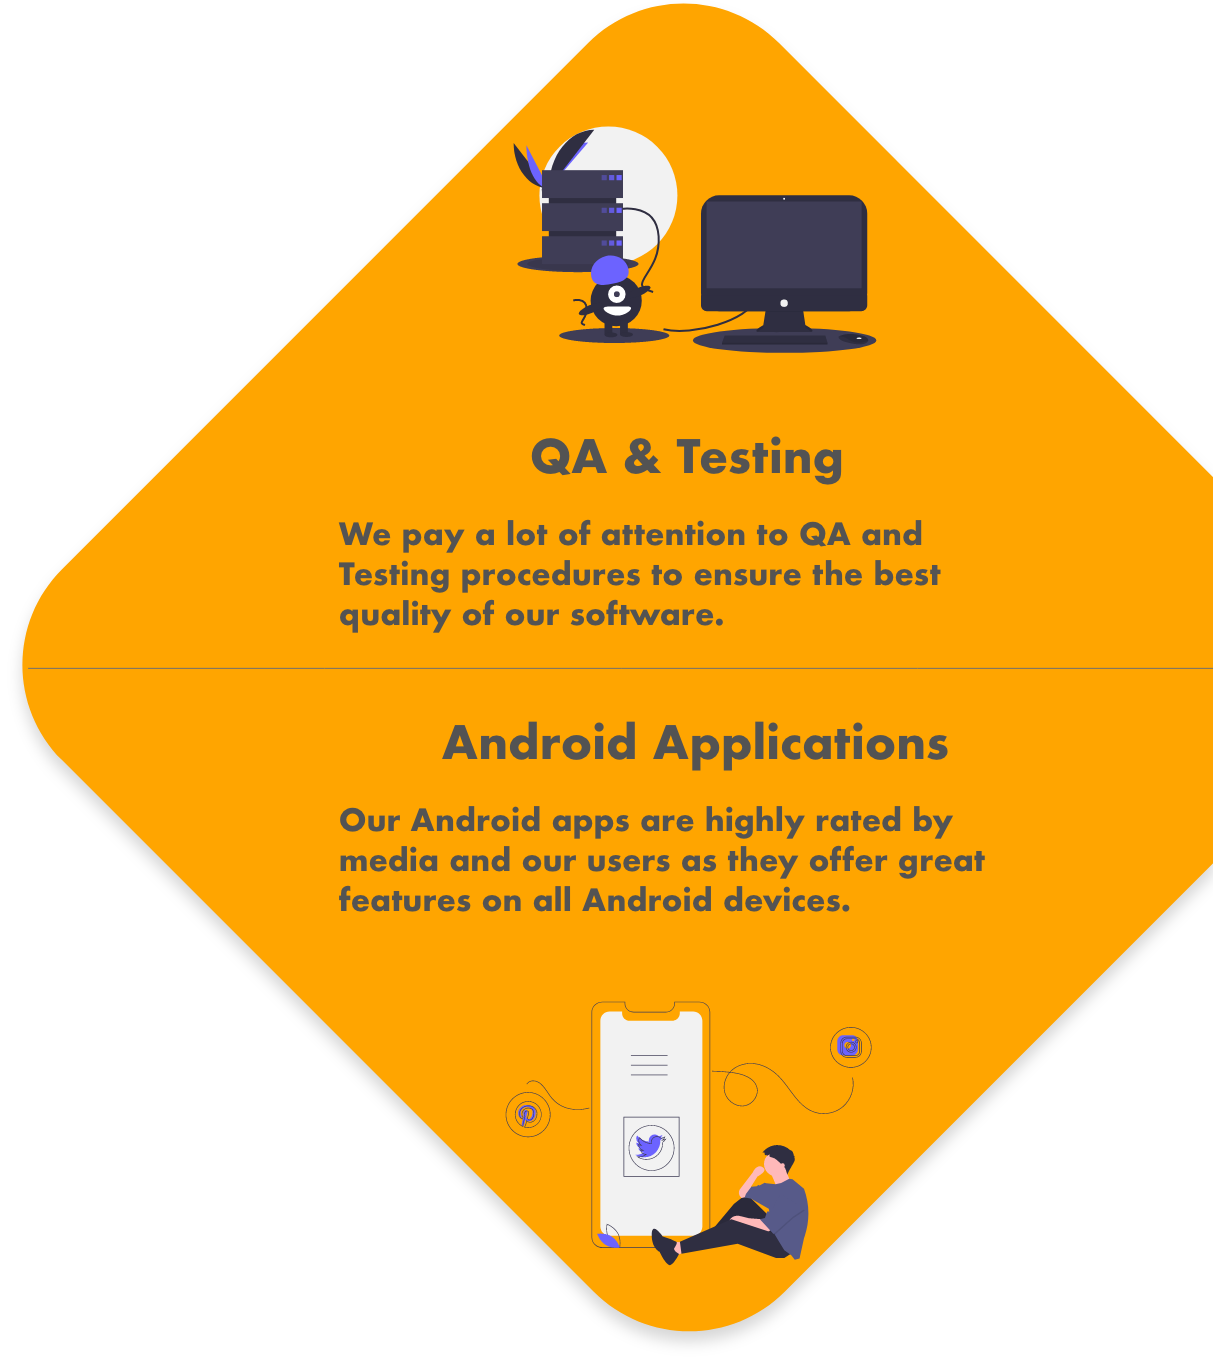 QA & Testing
We pay a lot of attention to QA and
Testing procedures to ensure the best
quality of our software.
Android Applications
Our Android apps are highly rated by
media and our users as they offer great
features on all Android devices.